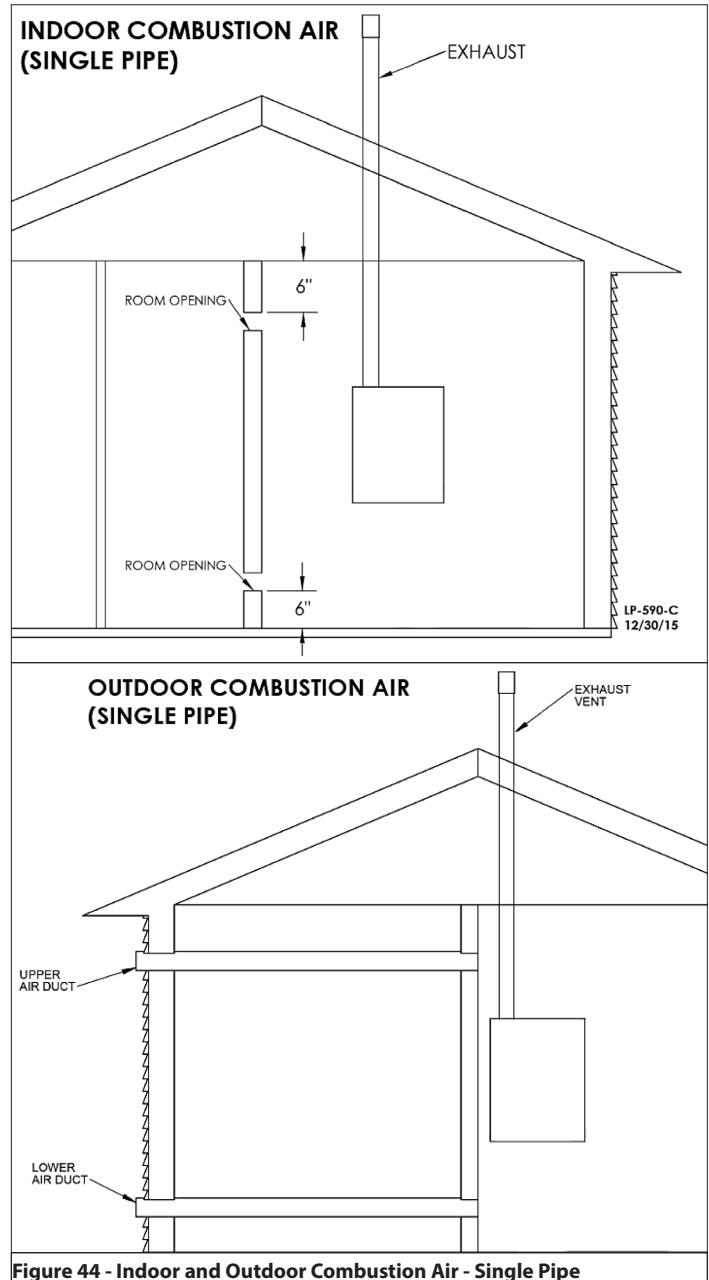 INDOOR COMBUSTION AIR
(SINGLE PIPE)
EXHAUST
6"
ROOM OPENING
ROOM OPENING
6"
LP-590-C
12/30/15
OUTDOOR COMBUSTION AIR
(SINGLE PIPE)
EXHAUST
VENT
UPPER
AIR DUCT
LOWER
AIR DUCT
Figure 44 - Indoor and Outdoor Combustion Air - Single Pipe